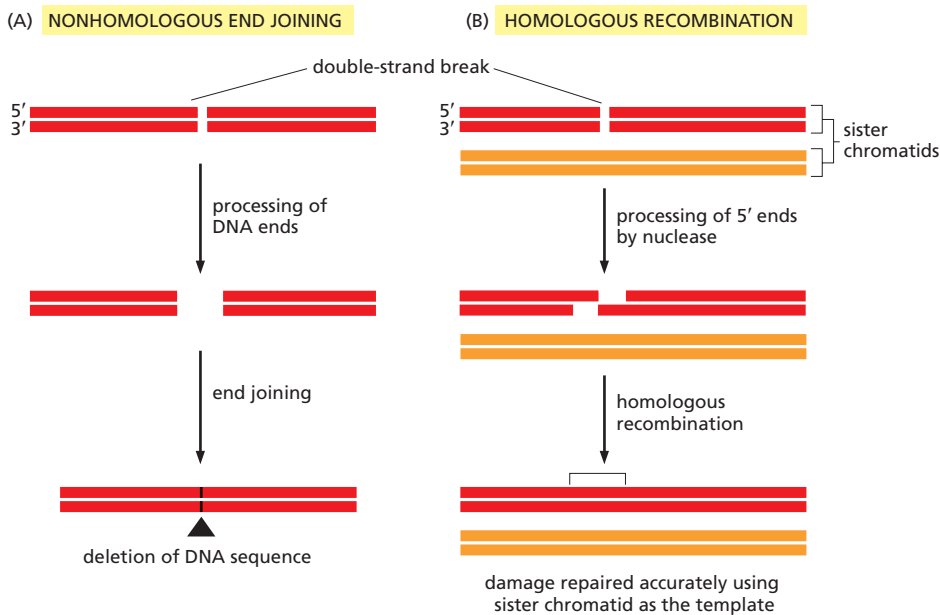 (A) NONHOMOLOGOUS END JOINING
(B) HOMOLOGOUS RECOMBINATION
double-strand break
5′
3′
5′
3′
sister
chromatids
processing of
DNA ends
processing of 5′ ends
by nuclease
end joining
homologous
recombination
deletion of DNA sequence
damage repaired accurately using
sister chromatid as the template